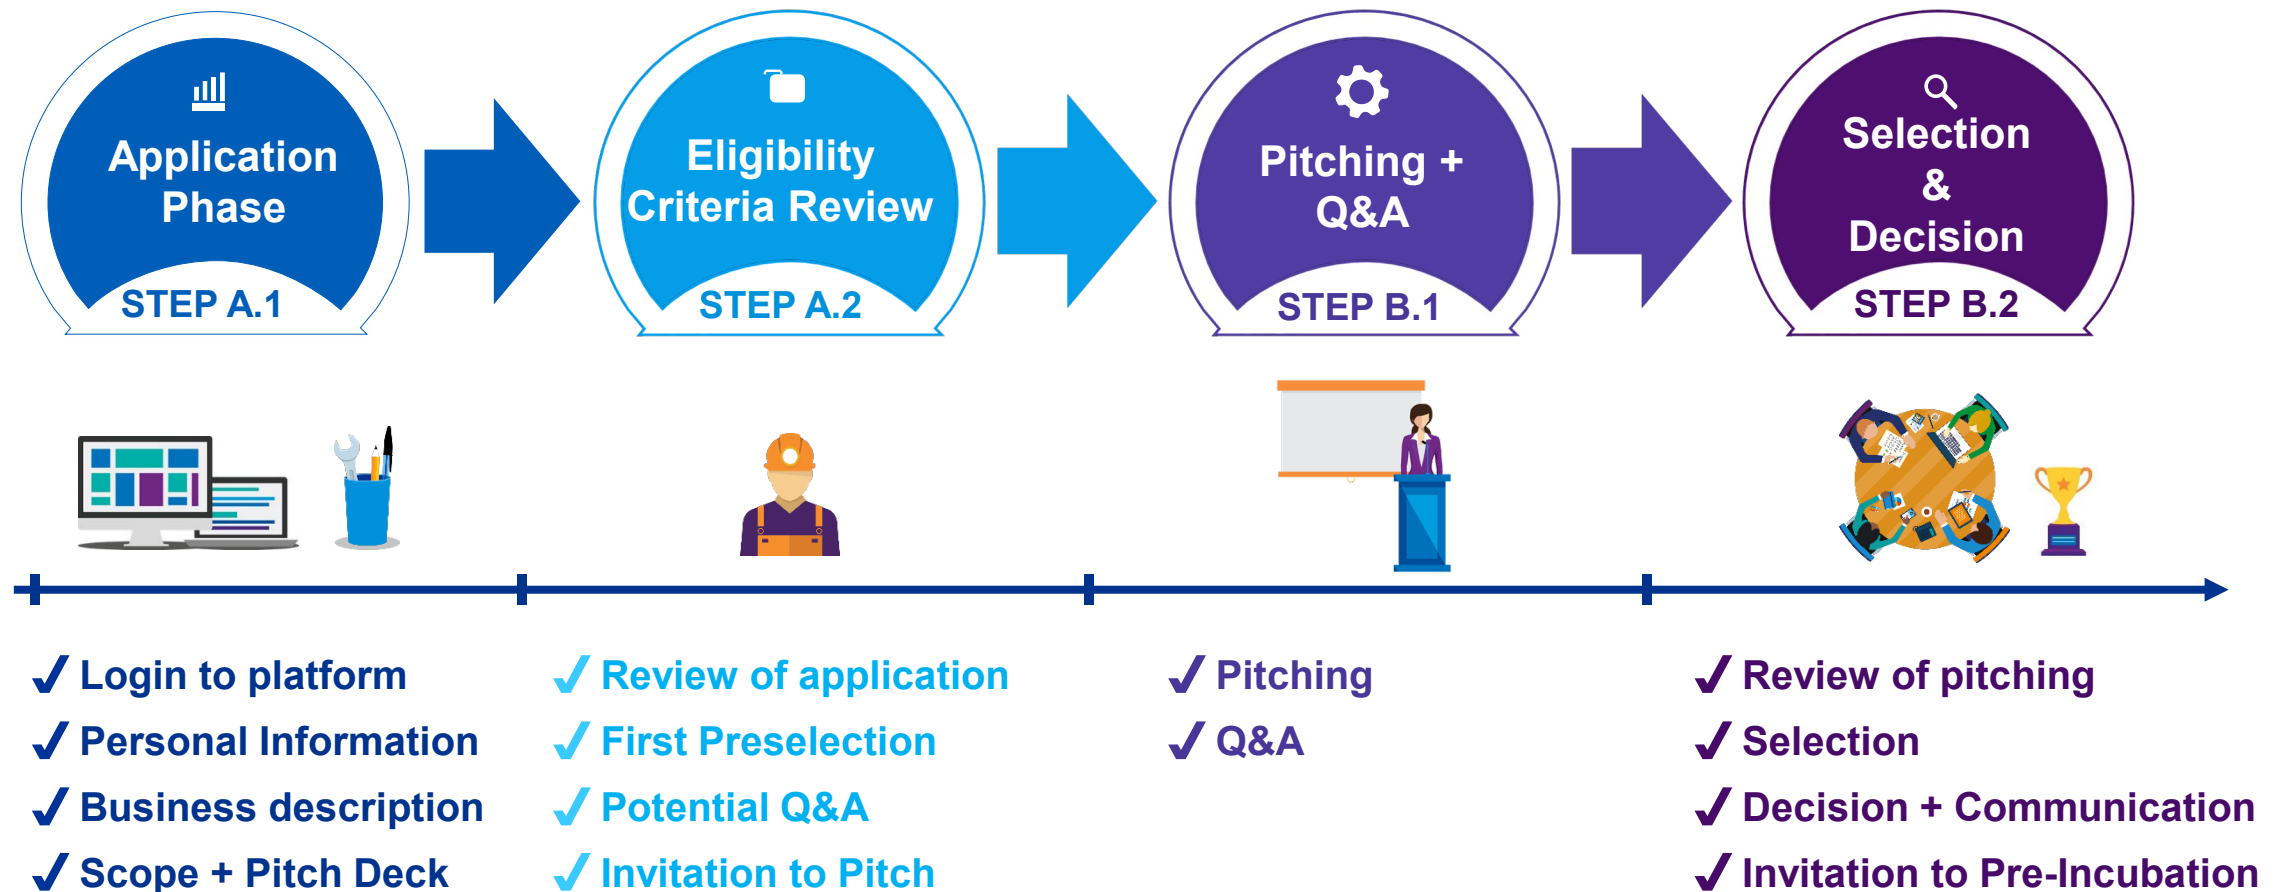 Application
Phase
STEP A.1
Eligibility
Criteria Review
STEP A.2
Pitching +
Q&A
STEP B.1
Selection
&
Decision
STEP B.2
Login to platform
Personal Information
Business description
Scope + Pitch Deck
Review of application
First Preselection
Potential Q&A
Invitation to Pitch
Pitching
Q&A
Review of pitching
Selection
Decision + Communication
Invitation to Pre-Incubation